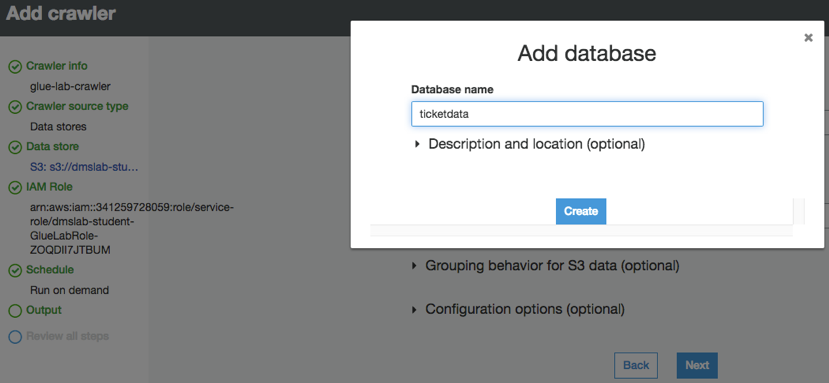 Add crawler
Crawler info
glue-lab-crawler
Crawler source type
Data stores
Data store
S3: s3://dmslab-stu...
IAM Role
arn:aws:iam::341259728059:role/service-
role/dmslab-student-
GlueLabRole-
ZOQDII7JTBUM
Schedule
Run on demand
Output
Review all steps
×
Add database
Database name
ticketdata
Description and location (optional)
Create
Grouping behavior for S3 data (optional)
Configuration options (optional)
Back
Next